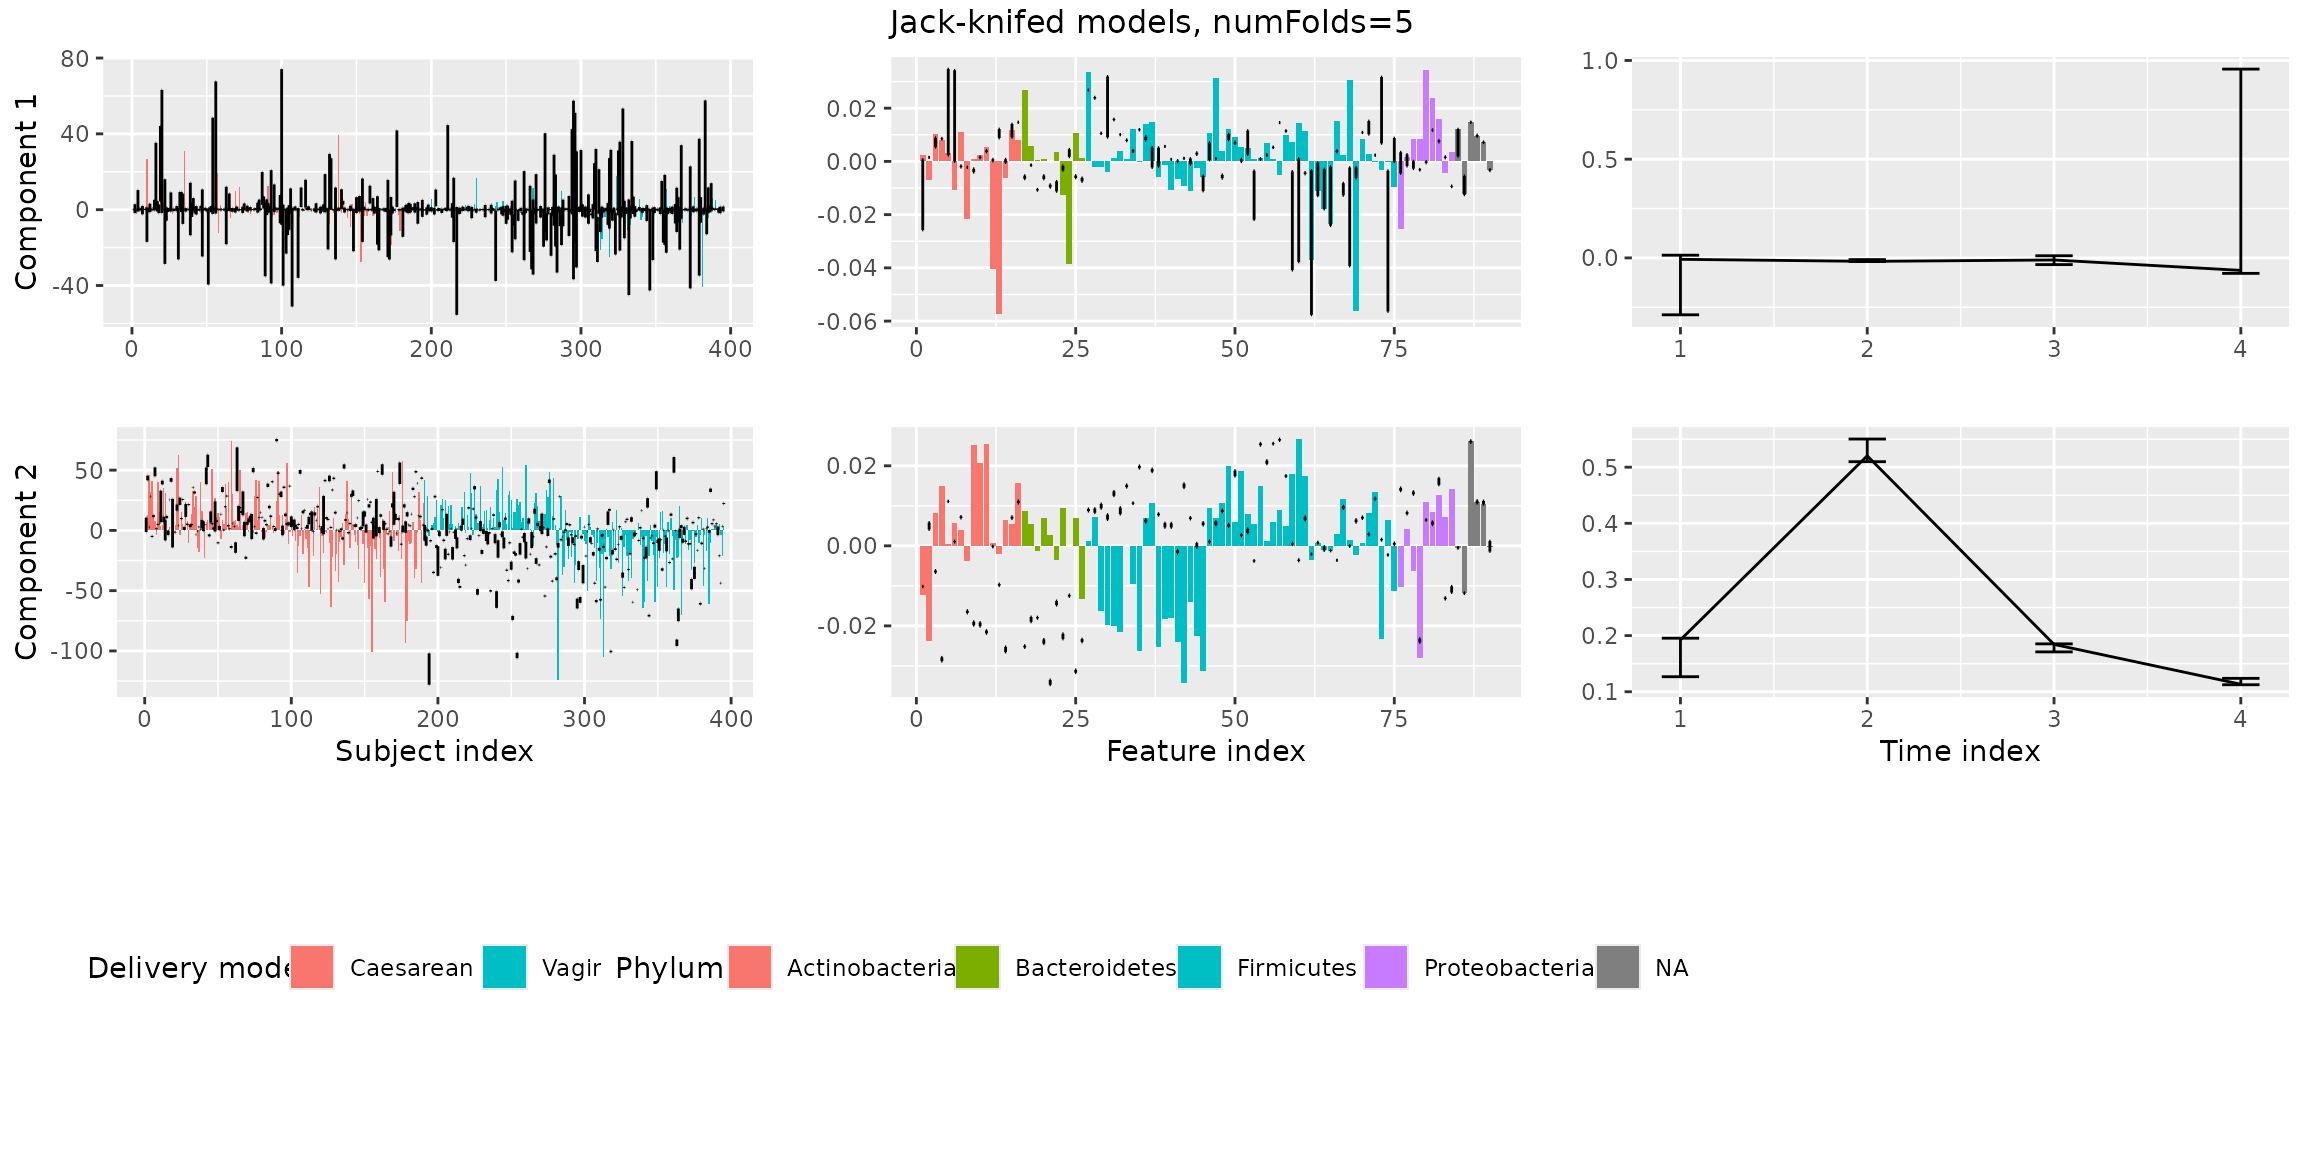 Jack-knifed models, numFolds=5
Component 1
80
40
0
-40
0 100 200 300 400
0.02
0.00
-0.02
-0.04
-0.06
0 25 50 75
1.0
0.5
0.0
1 2 3 4
Component 2
50
0
-50
-100
0 100 200 300 400
Subject index
0.02
0.00
-0.02
0 25 50 75
Feature index
0.5
0.4
0.3
0.2
0.1
1 2 3 4
Time index
Delivery mode Caesarean Vagir Phylum Actinobacteria Bacteroidetes Firmicutes Proteobacteria NA